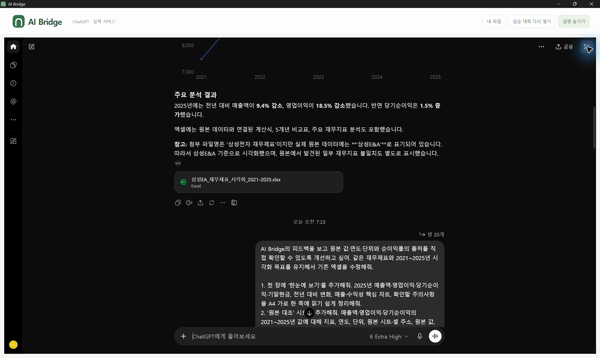 AI Bridge
AI Bridge
ChatGPT · 실제 서비스
내 파일
실습 대화 다시 열기
설명 숨기기
공유
8,000
7,000
2021 2022 2023 2024 2025
주요 분석 결과
2025년에는 전년 대비 매출액이 9.4% 감소, 영업이익이 18.5% 감소했습니다. 반면 당기순이익은 1.5% 증
가했습니다.
엑셀에는 원본 데이터와 연결된 계산식, 5개년 비교표, 주요 재무지표 분석도 포함했습니다.
참고: 첨부 파일명은 '삼성전자 재무제표'이지만 실제 원본 데이터에는 **'삼성E&A'**로 표기되어 있습니다.
따라서 삼성E&A 기준으로 시각화했으며, 원본에서 발견된 일부 재무지표 불일치도 별도로 표시했습니다.
삼성EA_재무제표_시각화_2021-2025.xlsx
Excel
오늘 오전 7:23
셀 20개
AI Bridge의 피드백을 보고 원본 값·연도·단위와 순이익률의 출처를 직
접 확인할 수 있도록 개선하고 싶어. 같은 재무제표와 2021~2025년 시
각화 목표를 유지해서 기존 엑셀을 수정해줘.
1. 첫 장에 '한눈에 보기'를 추가해줘. 2025년 매출액·영업이익·당기순이
익·기말현금, 전년 대비 변화, 매출·수익성 핵심 차트, 확인할 주의사항
을 A4 가로 한 쪽에 읽기 쉽게 정리해줘.
2. '원본 대조' 시트 추가해줘. 매출액·영업이익·당기순이익의
2021~2025년 값에 대해 지표, 연도, 단위, 원본 시트·셀 주소, 원본 값,
ChatGPT에게 물어보세요
6 Extra High